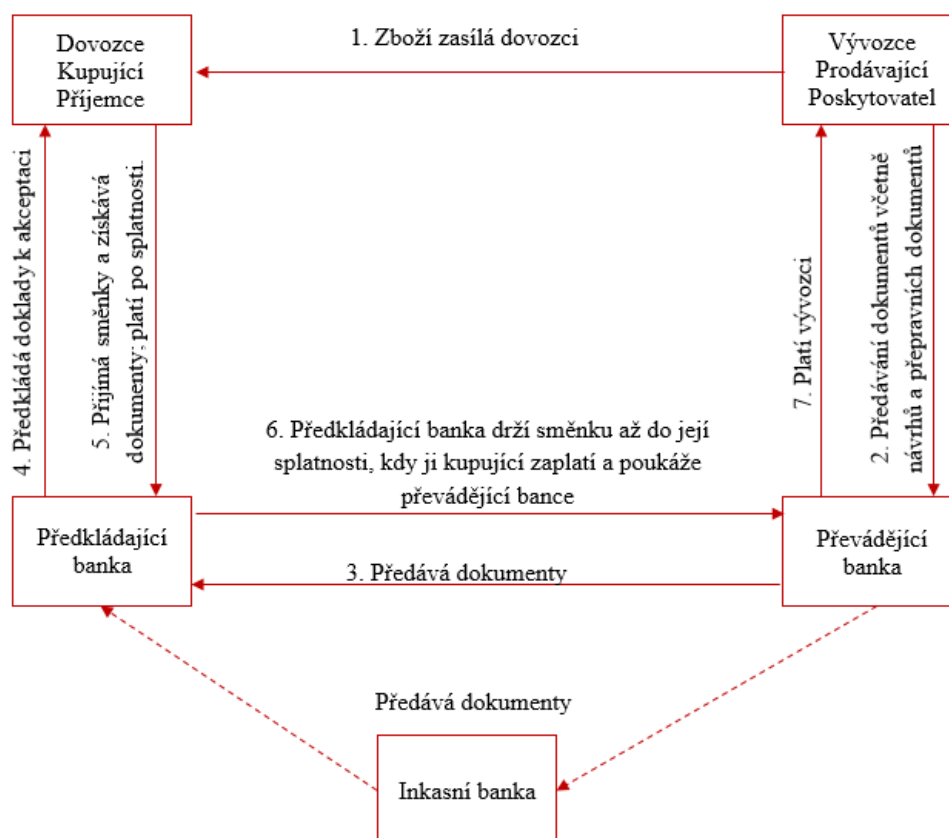 Dovozce
Kupující
Příjemce
1. Zboží zasílá dovozci
Vývozce
Prodávající
Poskytovatel
4. Předkládá doklady k akceptaci
5. Přijímá směnky a získává
dokumenty; platí po splatnosti.
7. Platí vývozci
2. Předávání dokumentů včetně
návrhů a přepravních dokumentů
6. Předkládající banka drží směnku až do její
splatnosti, kdy ji kupující zaplatí a poukáže
převádějící bance
Předkládající
banka
3. Předává dokumenty
Převádějící
banka
Předává dokumenty
Inkasní banka